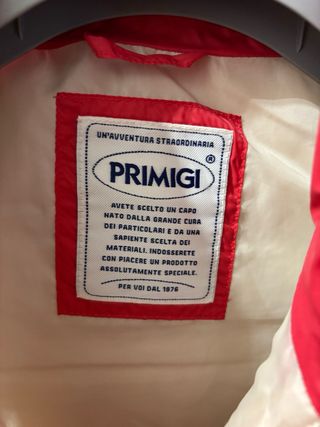 UN'AVVENTURA STRAORDINARIA
PRIMIGI®
AVETE SCELTO UN CAPO
NATO DALLA GRANDE CURA
DEI PARTICOLARI E DA UNA
SAPIENTE SCELTA DEI
MATERIALI. INDOSSERETE
CON PIACERE UN PRODOTTO
ASSOLUTAMENTE SPECIALE.
PER VOI DAL 1976